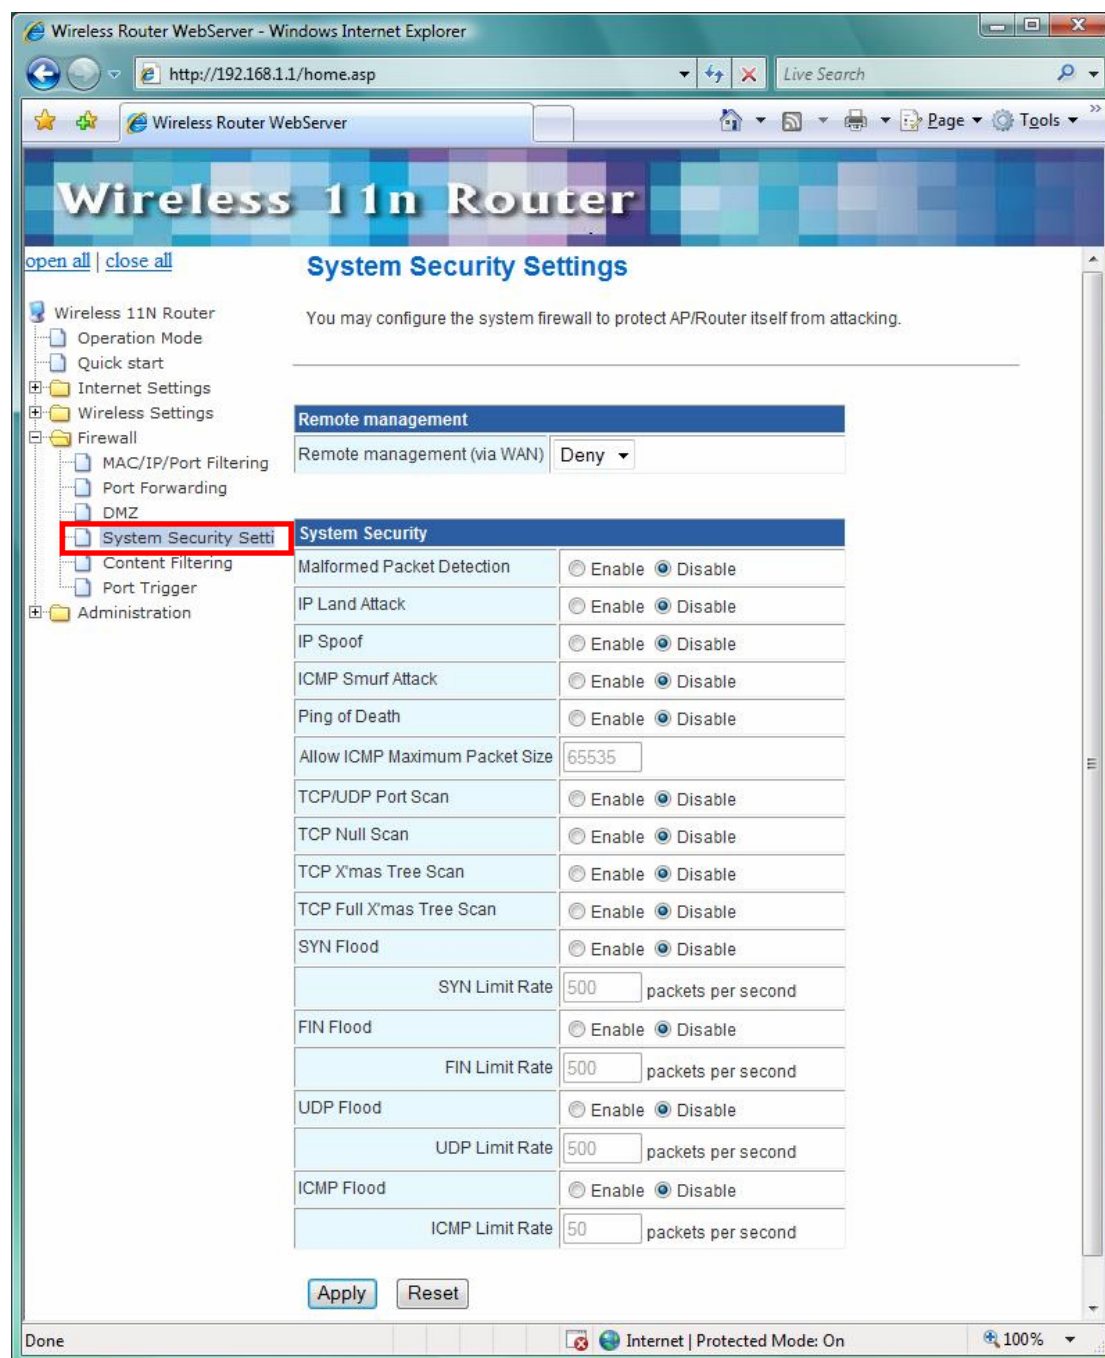 Wireless Router WebServer - Windows Internet Explorer
http://192.168.1.1/home.asp
Live Search
Wireless Router WebServer
Page
Tools
Wireless 11n Router
open all | close all
Wireless 11N Router
Operation Mode
Quick start
Internet Settings
Wireless Settings
Firewall
MAC/IP/Port Filtering
Port Forwarding
DMZ
System Security Setti
Content Filtering
Port Trigger
Administration
System Security Settings
You may configure the system firewall to protect AP/Router itself from attacking.
Remote management
Remote management (via WAN) Deny
System Security
Malformed Packet Detection Enable Disable
IP Land Attack Enable Disable
IP Spoof Enable Disable
ICMP Smurf Attack Enable Disable
Ping of Death Enable Disable
Allow ICMP Maximum Packet Size 65535
TCP/UDP Port Scan Enable Disable
TCP Null Scan Enable Disable
TCP X'mas Tree Scan Enable Disable
TCP Full X'mas Tree Scan Enable Disable
SYN Flood Enable Disable
SYN Limit Rate 500 packets per second
FIN Flood Enable Disable
FIN Limit Rate 500 packets per second
UDP Flood Enable Disable
UDP Limit Rate 500 packets per second
ICMP Flood Enable Disable
ICMP Limit Rate 50 packets per second
Apply Reset
Done
Internet | Protected Mode: On
100%